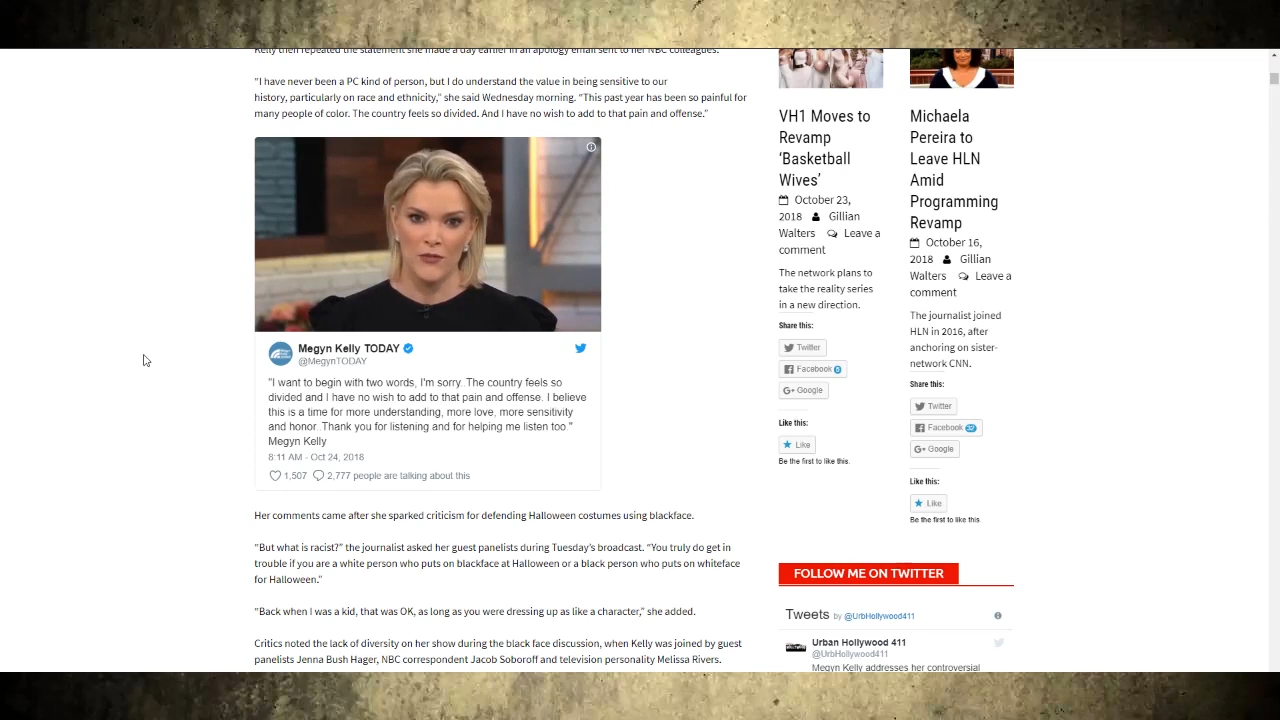 Kelly then repeated the statement she made a day earlier in an apology email sent to her NBC colleagues.
"I have never been a PC kind of person, but I do understand the value in being sensitive to our
history, particularly on race and ethnicity," she said Wednesday morning. "This past year has been so painful for
many people of color. The country feels so divided. And I have no wish to add to that pain and offense."
Megyn Kelly TODAY
@MegynTODAY
"I want to begin with two words, I'm sorry. The country feels so
divided and I have no wish to add to that pain and offense. I believe
this is a time for more understanding, more love, more sensitivity
and honor. Thank you for listening and for helping me listen too."
Megyn Kelly
8:11 AM - Oct 24, 2018
1,507 2,777 people are talking about this
Her comments came after she sparked criticism for defending Halloween costumes using blackface.
"But what is racist?" the journalist asked her guest panelists during Tuesday's broadcast. "You truly do get in
trouble if you are a white person who puts on blackface at Halloween or a black person who puts on whiteface
for Halloween."
"Back when I was a kid, that was OK, as long as you were dressing up as like a character," she added.
Critics noted the lack of diversity on her show during the black face discussion, when Kelly was joined by guest
panelists Jenna Bush Hager, NBC correspondent Jacob Soboroff and television personality Melissa Rivers.
VH1 Moves to
Revamp
'Basketball
Wives'
October 23,
2018 Gillian
Walters Leave a
comment
The network plans to
take the reality series
in a new direction.
Share this:
Twitter
Facebook 5
G+ Google
Like this:
Like
Be the first to like this.
Michaela
Pereira to
Leave HLN
Amid
Programming
Revamp
October 16,
2018 Gillian
Walters Leave a
comment
The journalist joined
HLN in 2016, after
anchoring on sister-
network CNN.
Share this:
Twitter
Facebook 32
G+ Google
Like this:
Like
Be the first to like this.
FOLLOW ME ON TWITTER
Tweets by @UrbHollywood411
Urban Hollywood 411
@UrbHollywood411
Megyn Kelly addresses her controversial